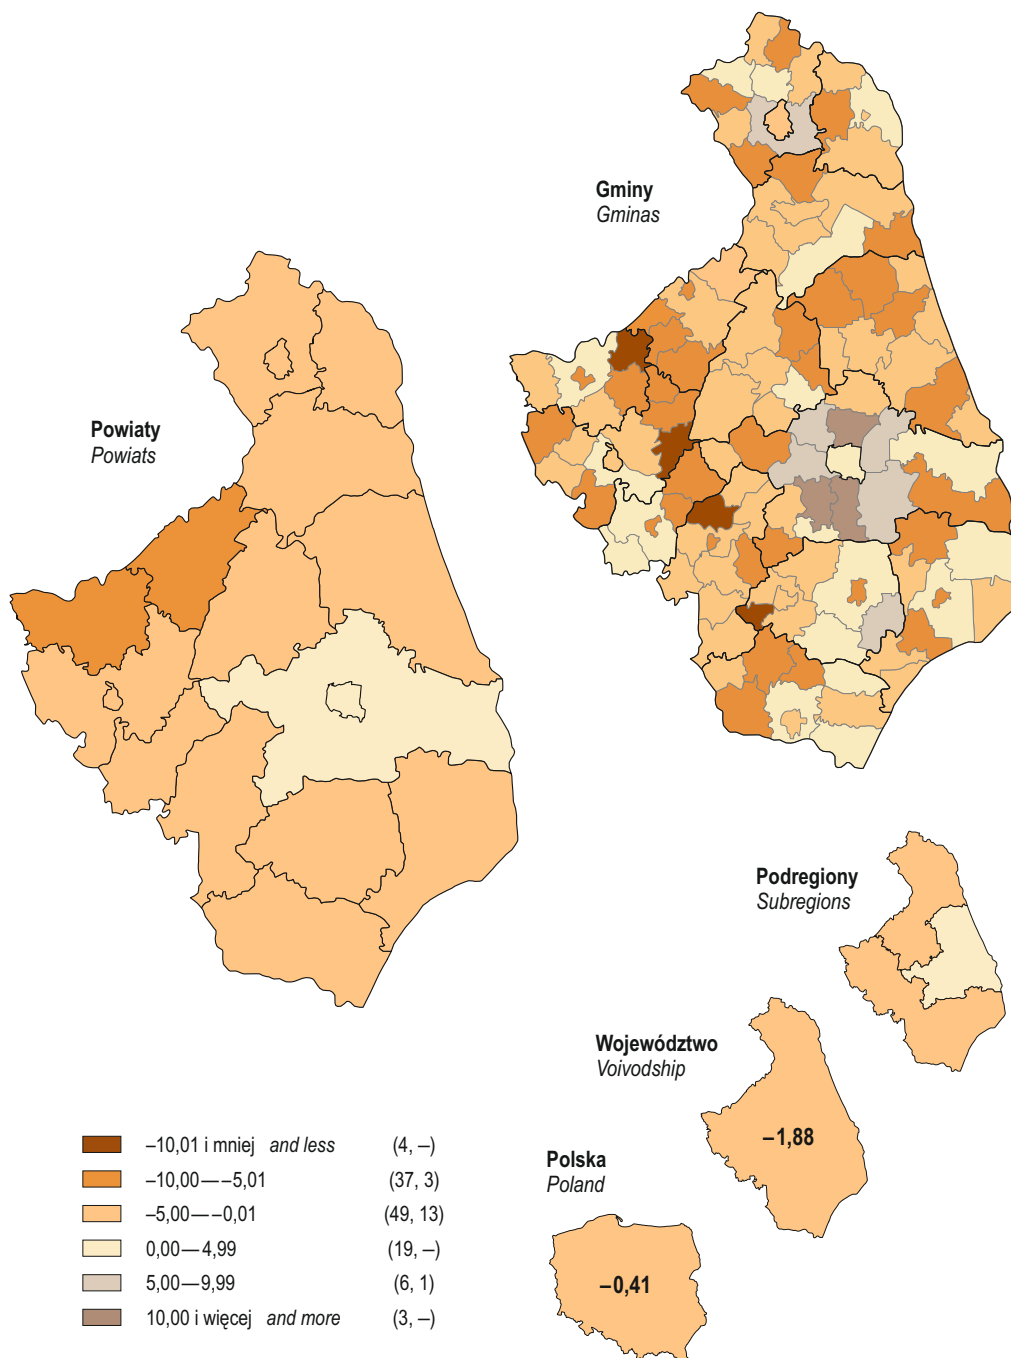 Gminy
Gminas
Powiaty
Powiats
Podregiony
Subregions
Województwo
Voivodship
–1,88
Polska
Poland
–0,41
–10,01 i mniej and less (4, –)
–10,00 — –5,01 (37, 3)
–5,00 — –0,01 (49, 13)
0,00 — 4,99 (19, –)
5,00 — 9,99 (6, 1)
10,00 i więcej and more (3, –)